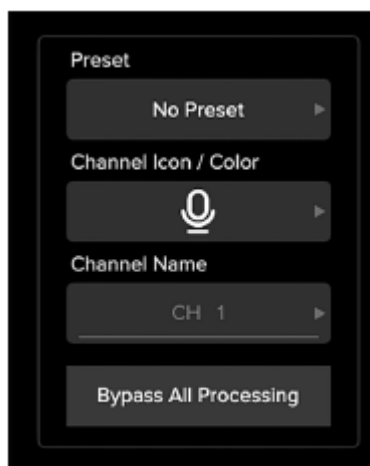 Preset
No Preset
Channel Icon / Color
Channel Name
CH 1
Bypass All Processing